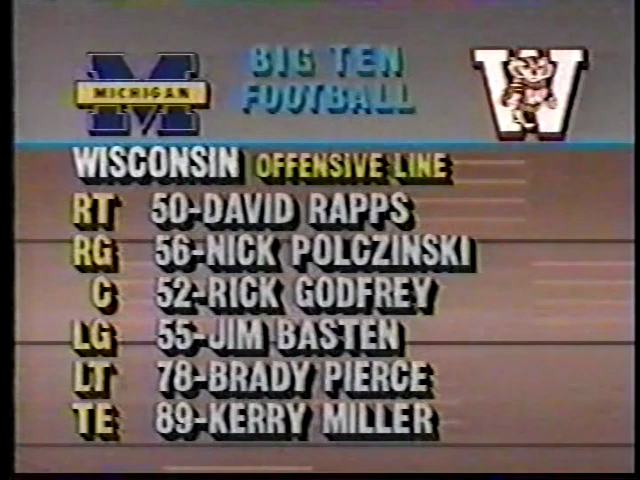 MICHIGAN
BIG TEN
FOOTBALL
W
WISCONSIN OFFENSIVE LINE
RT 50-DAVID RAPPS
RG 56-NICK POLCZINSKI
C 52-RICK GODFREY
LG 55-JIM BASTEN
LT 78-BRADY PIERCE
TE 89-KERRY MILLER